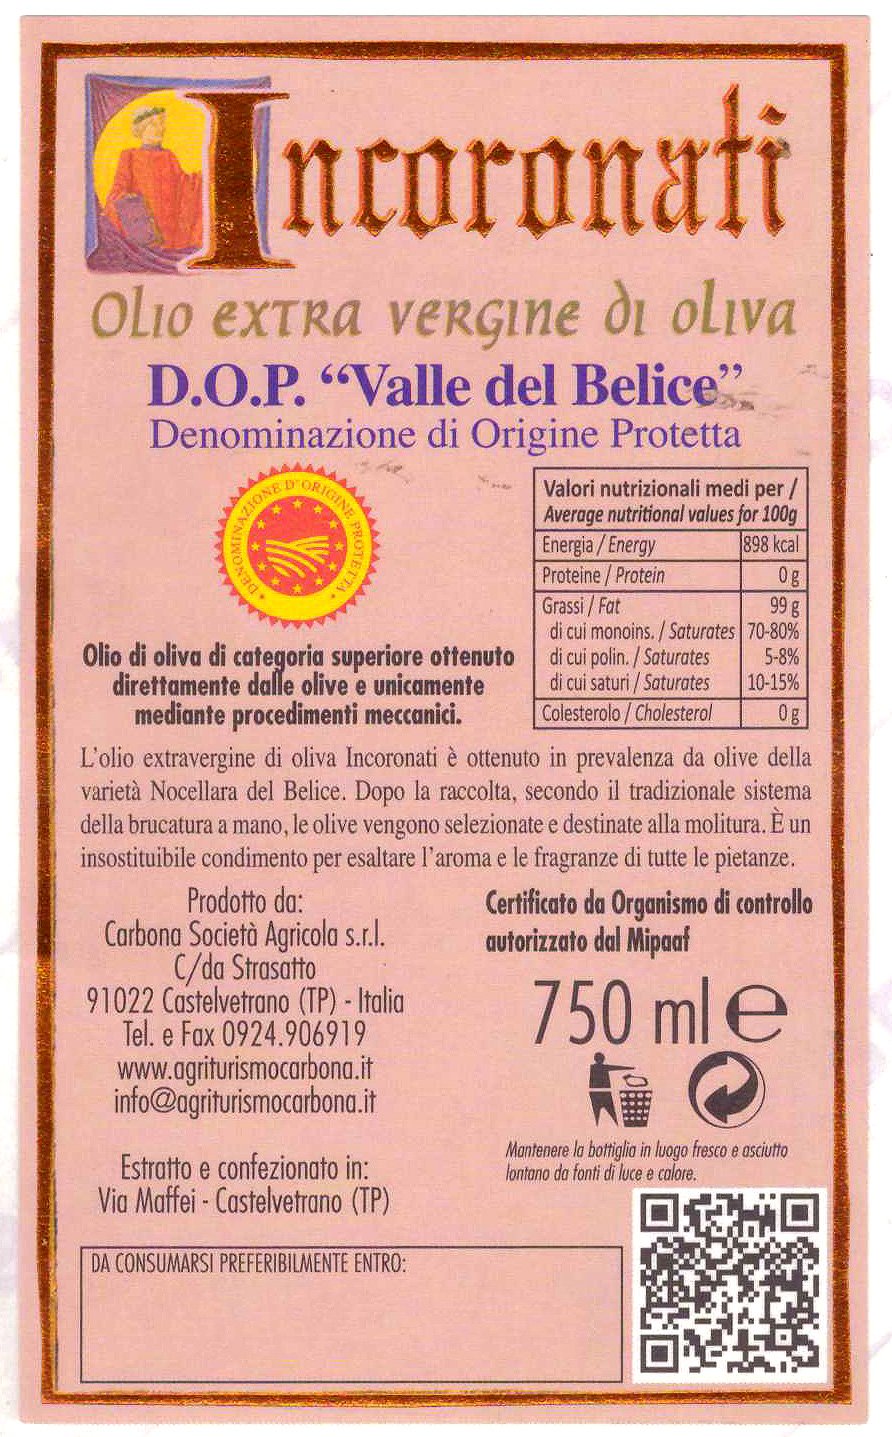 Incoronati
Olio extra vergine di oliva
D.O.P. “Valle del Belice”
Denominazione di Origine Protetta
DENOMINAZIONE D'ORIGINE PROTETTA
Olio di oliva di categoria superiore ottenuto
direttamente dalle olive e unicamente
mediante procedimenti meccanici.
Valori nutrizionali medi per /
Average nutritional values for 100g
Energia / Energy 898 kcal
Proteine / Protein 0 g
Grassi / Fat 99 g
di cui monoins. / Saturates 70-80%
di cui polin. / Saturates 5-8%
di cui saturi / Saturates 10-15%
Colesterolo / Cholesterol 0 g
L'olio extravergine di oliva Incoronati è ottenuto in prevalenza da olive della
varietà Nocellara del Belice. Dopo la raccolta, secondo il tradizionale sistema
della brucatura a mano, le olive vengono selezionate e destinate alla molitura. È un
insostituibile condimento per esaltare l'aroma e le fragranze di tutte le pietanze.
Prodotto da:
Carbona Società Agricola s.r.l.
C/da Strasatto
91022 Castelvetrano (TP) - Italia
Tel. e Fax 0924.906919
www.agriturismocarbona.it
info@agriturismocarbona.it
Estratto e confezionato in:
Via Maffei - Castelvetrano (TP)
Certificato da Organismo di controllo
autorizzato dal Mipaaf
750 ml e
Mantenere la bottiglia in luogo fresco e asciutto
lontano da fonti di luce e calore.
DA CONSUMARSI PREFERIBILMENTE ENTRO: